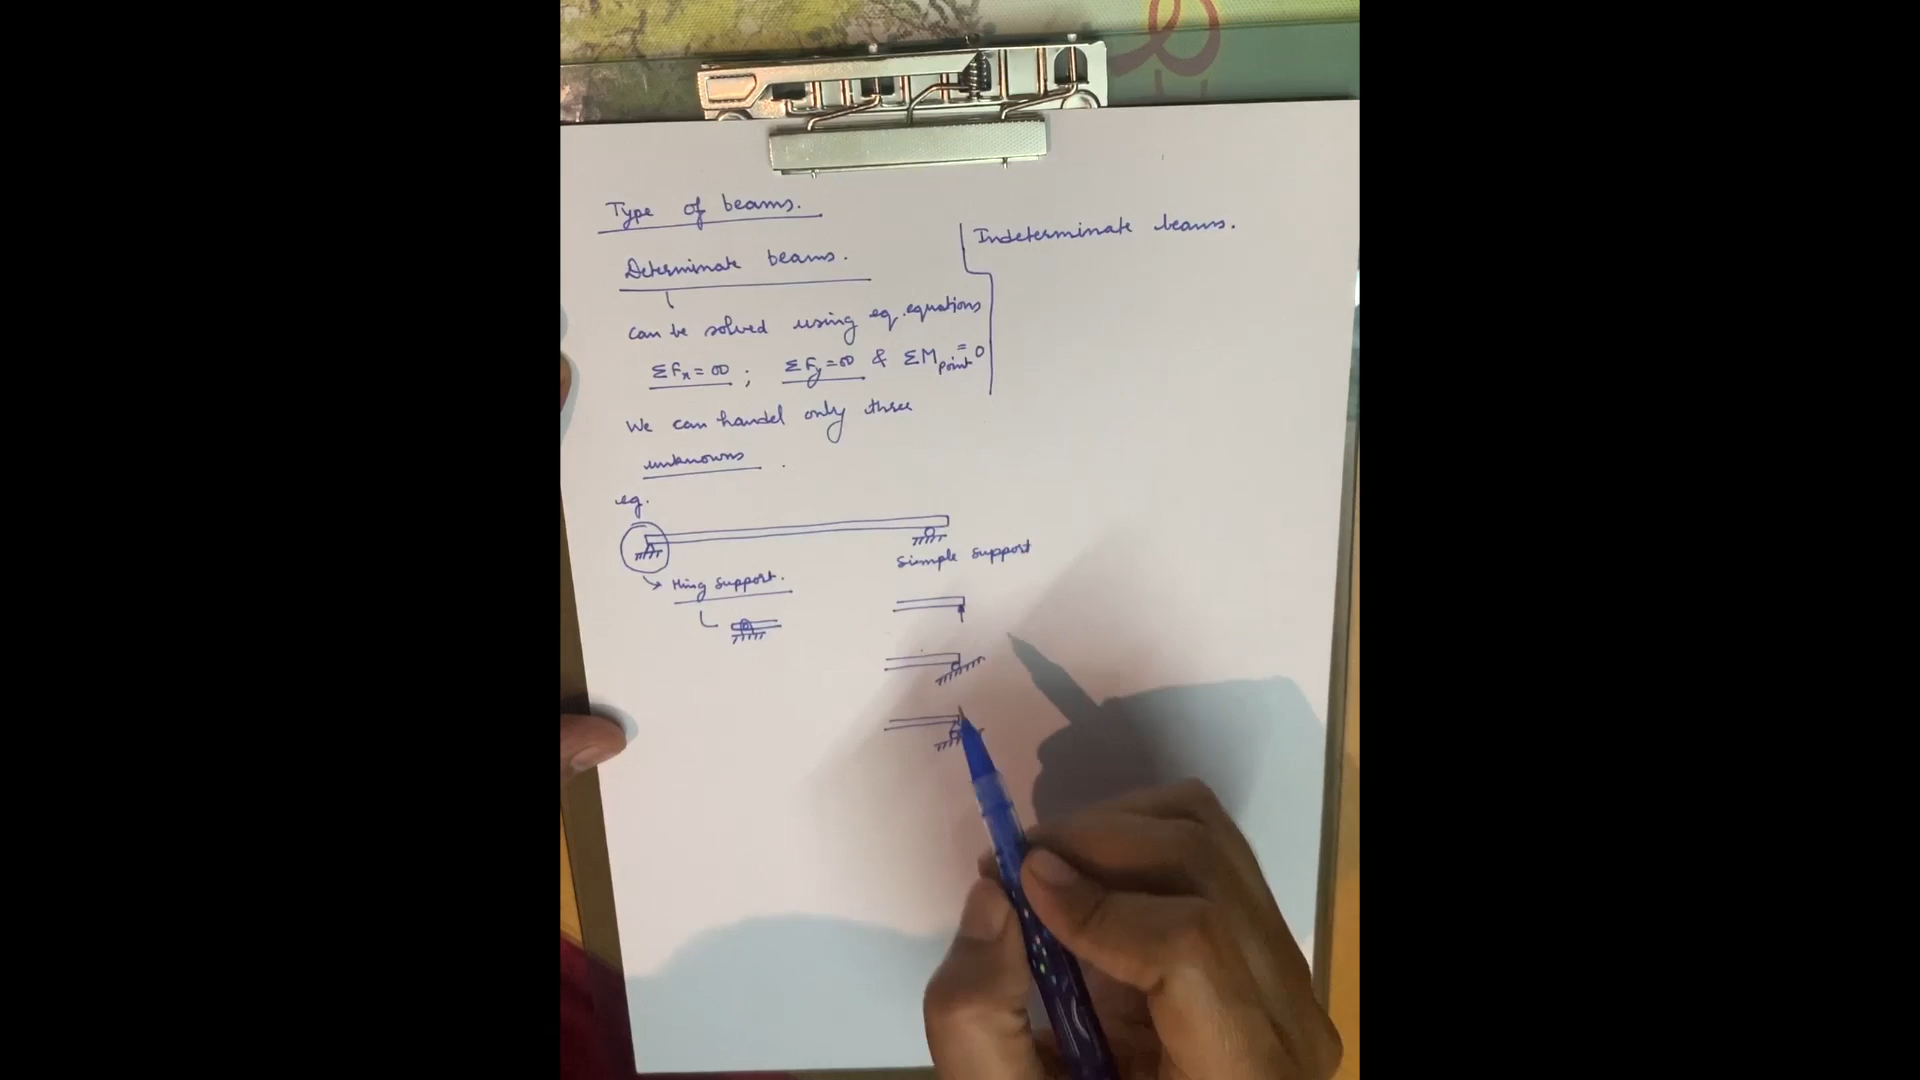 Type of beams.
Determinate beams.
can be solved using eq. equations
ΣFx = 00 ; ΣFy = 00 & ΣMpoint = 0
We can handel only three
unknowns .
eg.
Hing support.
Siemple support
Indeterminate beams.